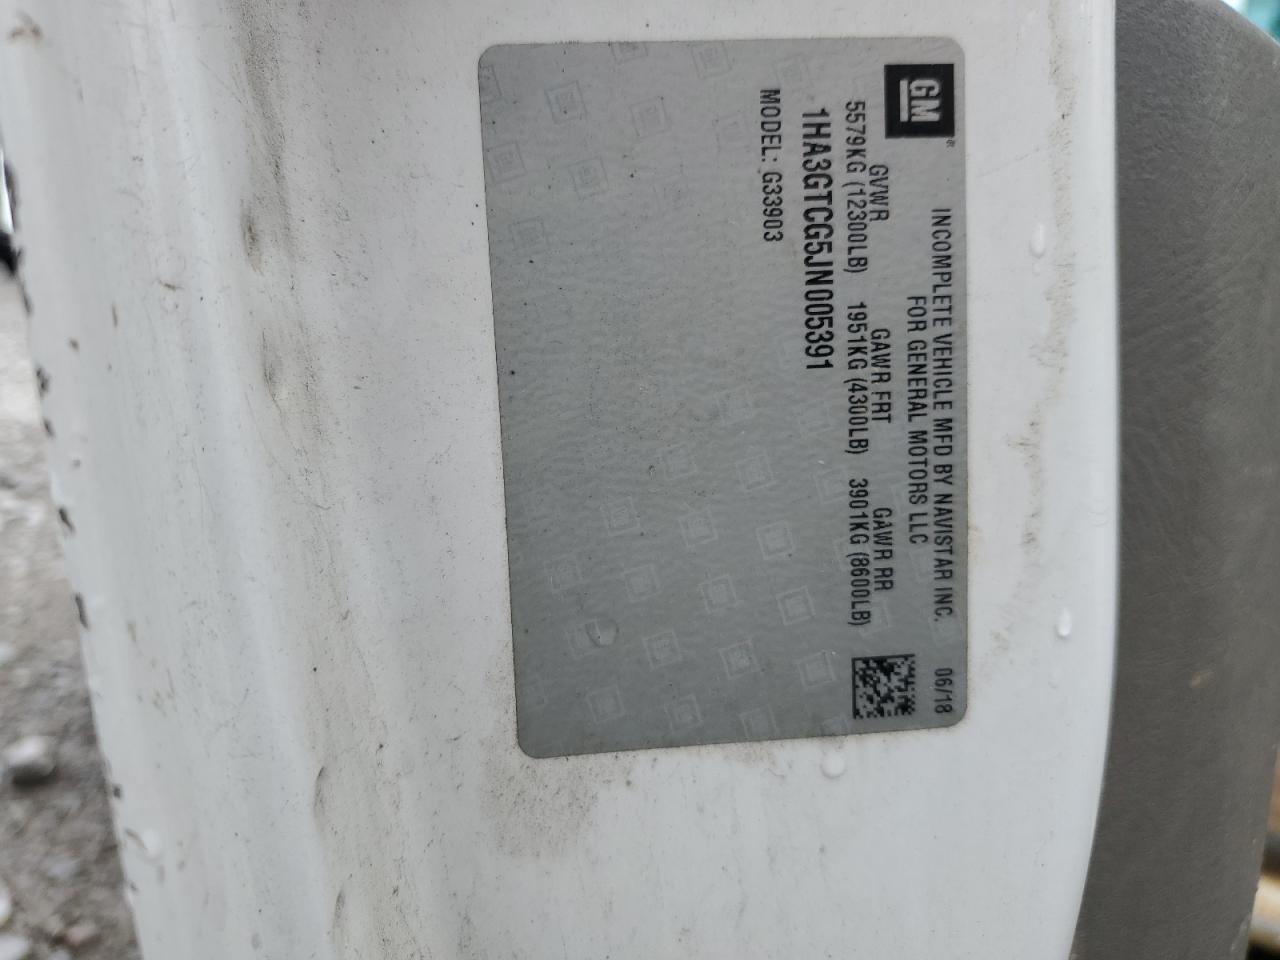 GM
INCOMPLETE VEHICLE MFD BY NAVISTAR INC. 06/18
FOR GENERAL MOTORS LLC
GVWR GAWR FRT GAWR RR
5579KG (12300LB) 1951KG (4300LB) 3901KG (8600LB)
1HA3GTCG5JN005391
MODEL: G33903